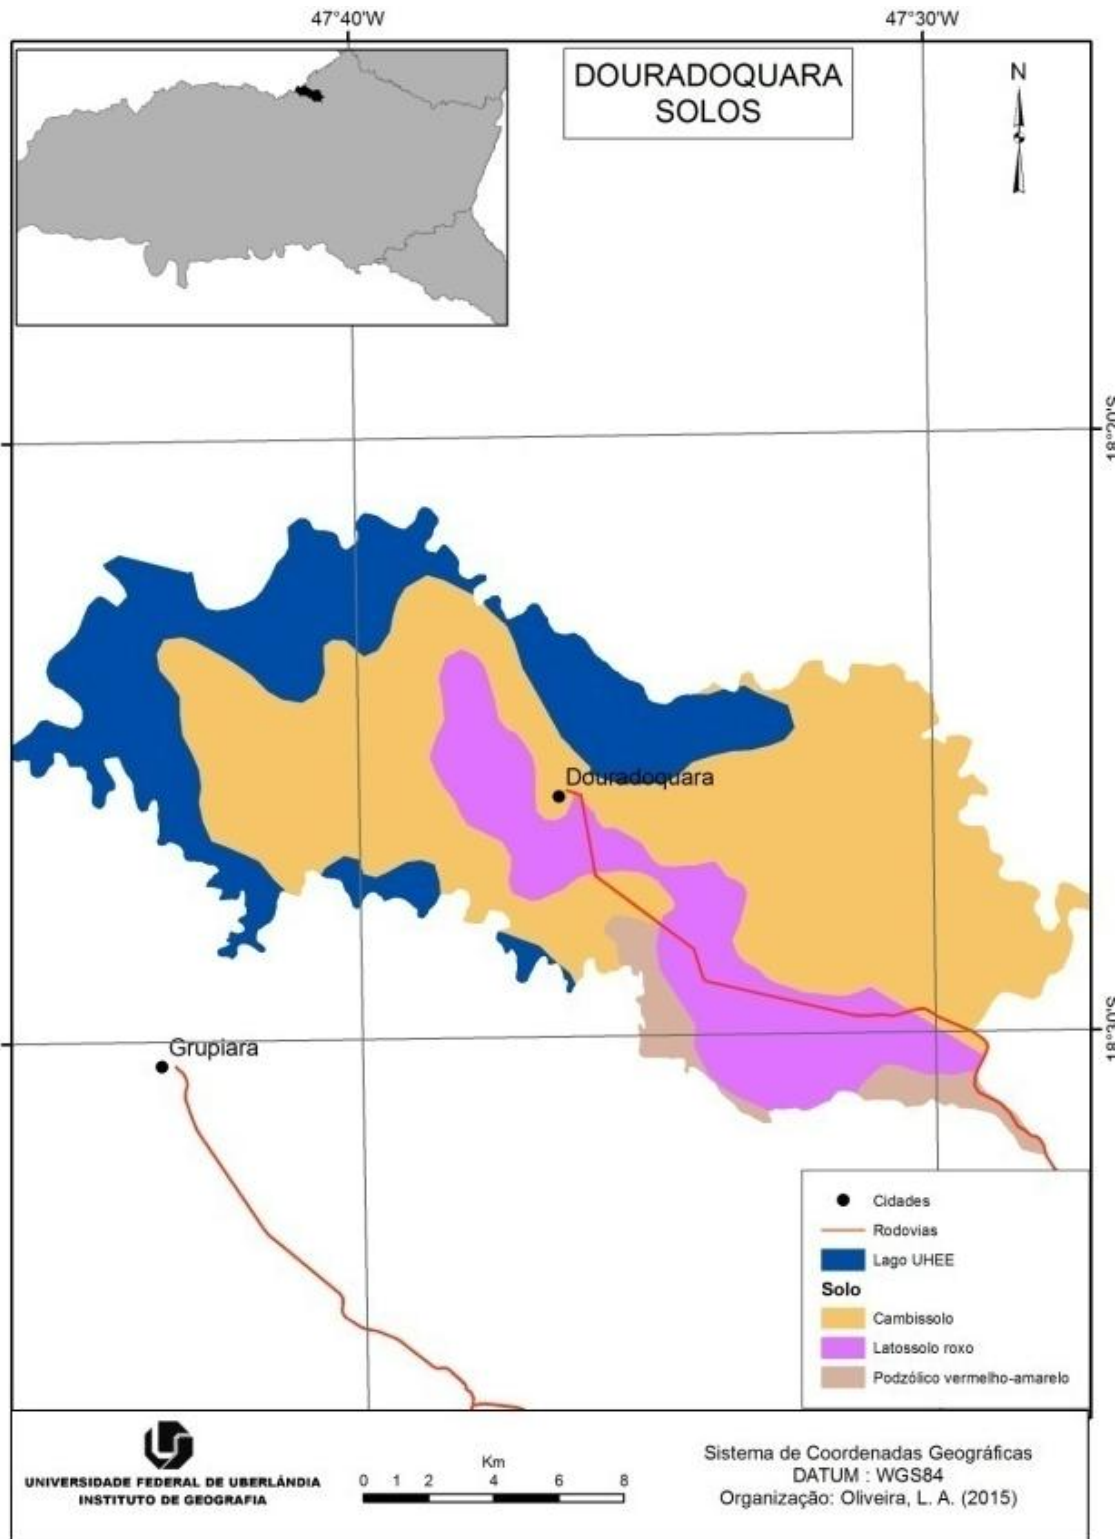 47°40'W
47°30'W
DOURADOQUARA
SOLOS
N
18°20'S
Douradoquara
18°30'S
Grupiara
Cidades
Rodovias
Lago UHEE
Solo
Cambissolo
Latossolo roxo
Podzólico vermelho-amarelo
UNIVERSIDADE FEDERAL DE UBERLÂNDIA
INSTITUTO DE GEOGRAFIA
Km
0 1 2 4 6 8
Sistema de Coordenadas Geográficas
DATUM : WGS84
Organização: Oliveira, L. A. (2015)